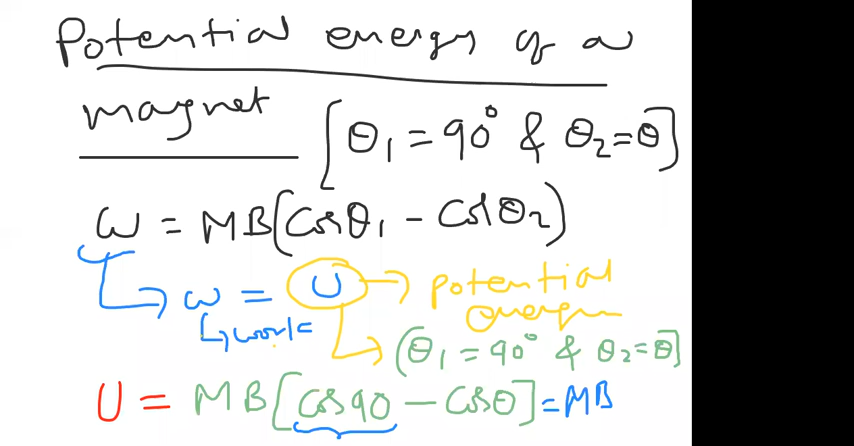 Potential energy of a
magnet [θ₁ = 90° & θ₂ = θ]
W = MB(Cosθ₁ - Cosθ₂)
→ W = U → potential energy
↳ work
→ (θ₁ = 90° & θ₂ = θ]
U = MB[Cos90 - Cosθ] = MB